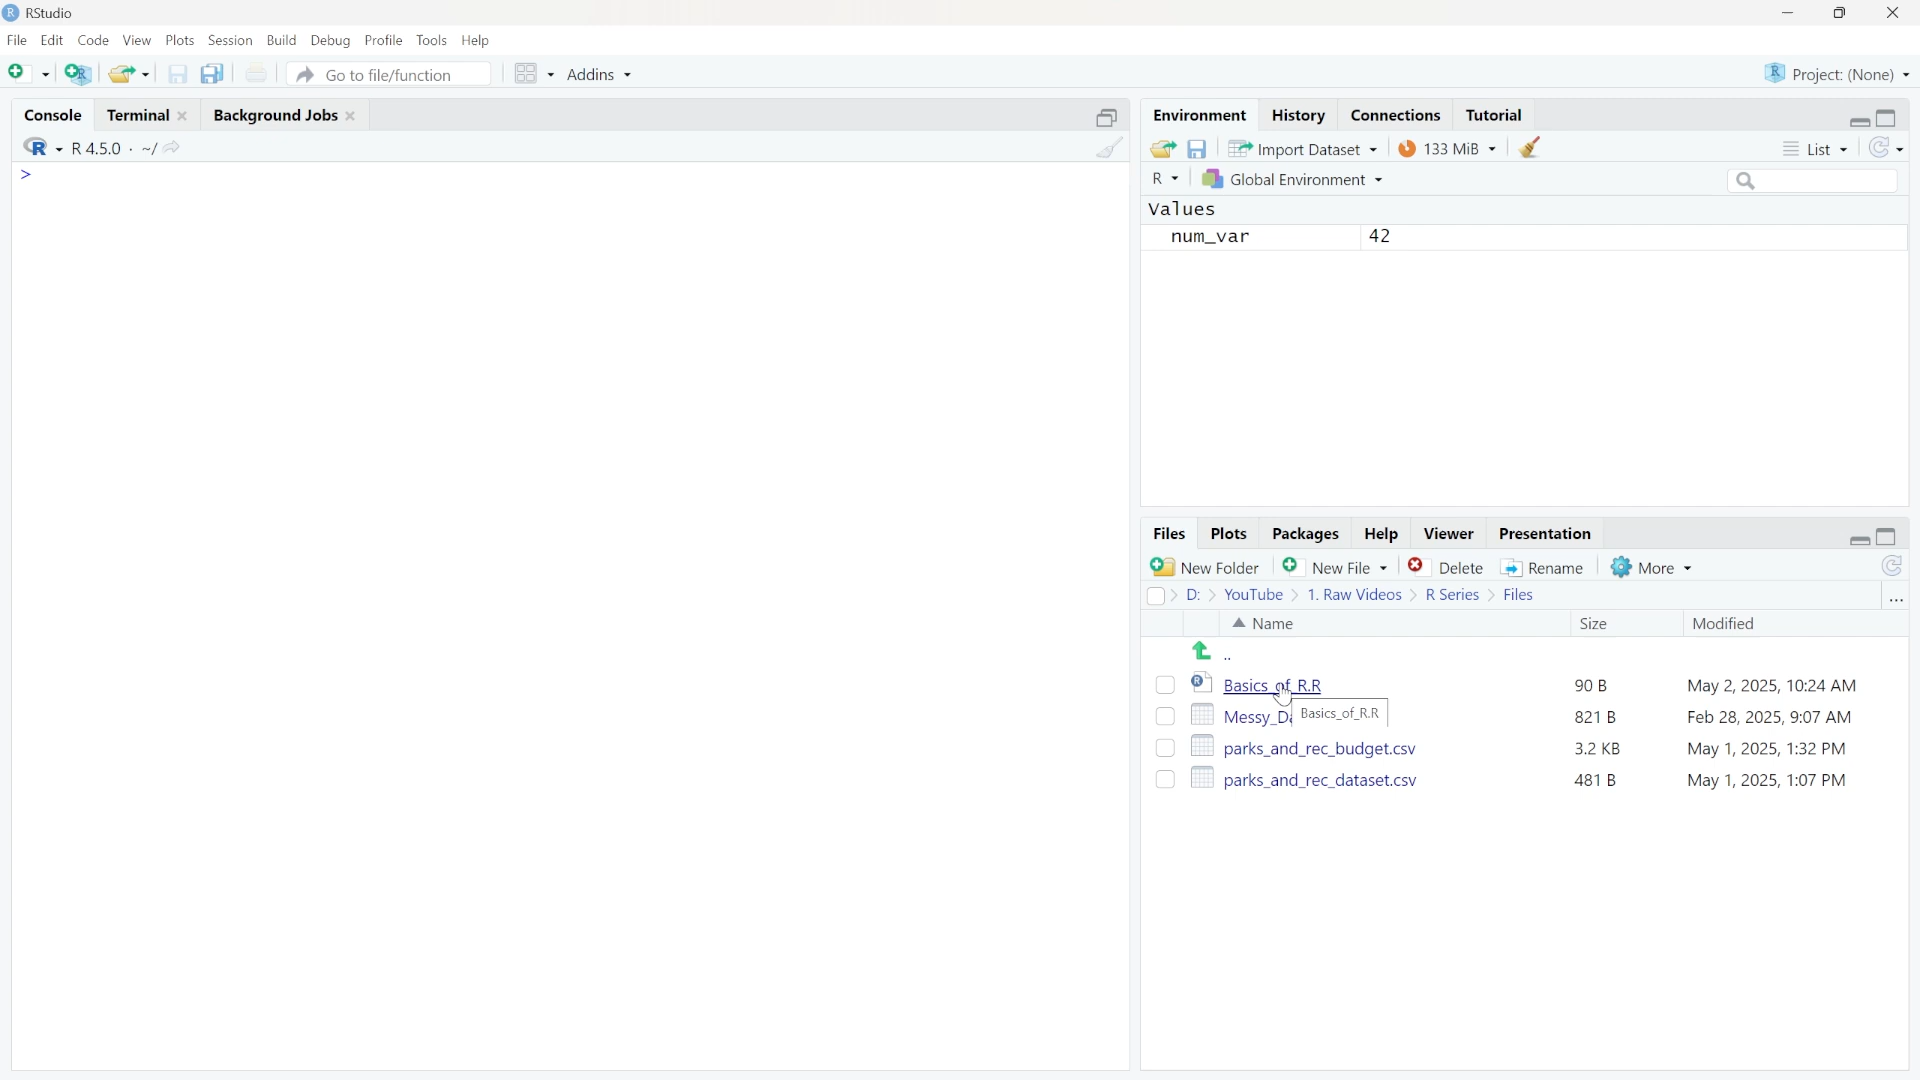 RStudio
File Edit Code View Plots Session Build Debug Profile Tools Help
Go to file/function Addins Project: (None)
Console Terminal Background Jobs
R 4.5.0 · ~/
>
Environment History Connections Tutorial
Import Dataset 133 MiB List
R Global Environment
Values
num_var 42
Files Plots Packages Help Viewer Presentation
New Folder New File Delete Rename More
D: YouTube 1. Raw Videos R Series Files ...
Name Size Modified
..
Basics_of_R.R 90 B May 2, 2025, 10:24 AM
Basics_of_R.R
821 B Feb 28, 2025, 9:07 AM
parks_and_rec_budget.csv 3.2 KB May 1, 2025, 1:32 PM
parks_and_rec_dataset.csv 481 B May 1, 2025, 1:07 PM